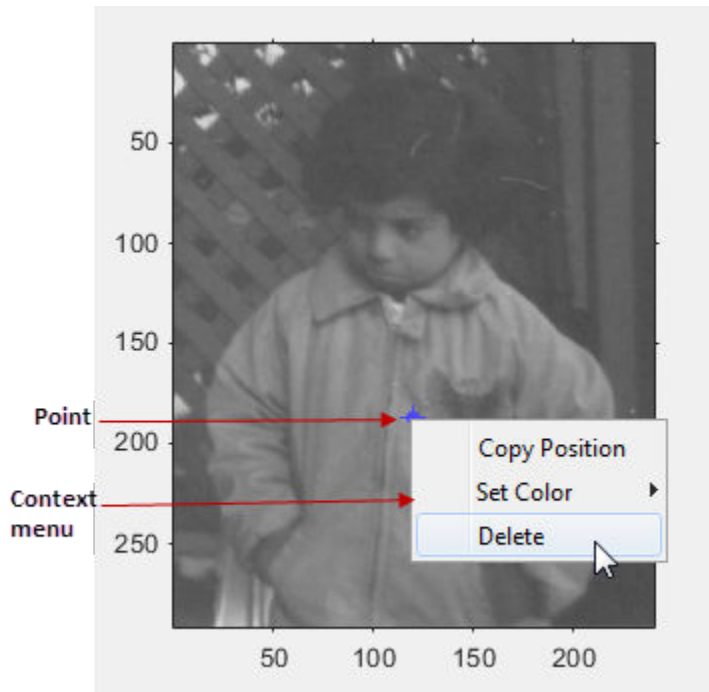 50
100
150
200
250
50 100 150 200
Point
Context
menu
Copy Position
Set Color
Delete